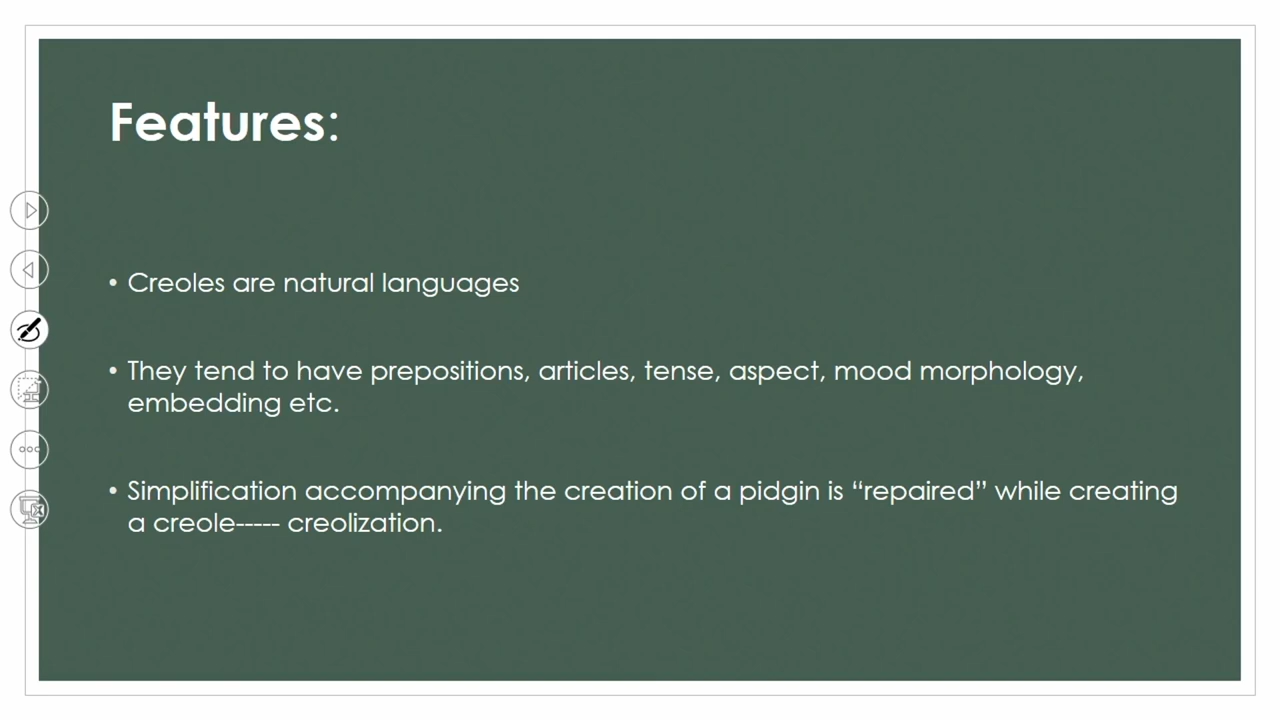 Features:
• Creoles are natural languages
• They tend to have prepositions, articles, tense, aspect, mood morphology,
embedding etc.
• Simplification accompanying the creation of a pidgin is “repaired” while creating
a creole----- creolization.